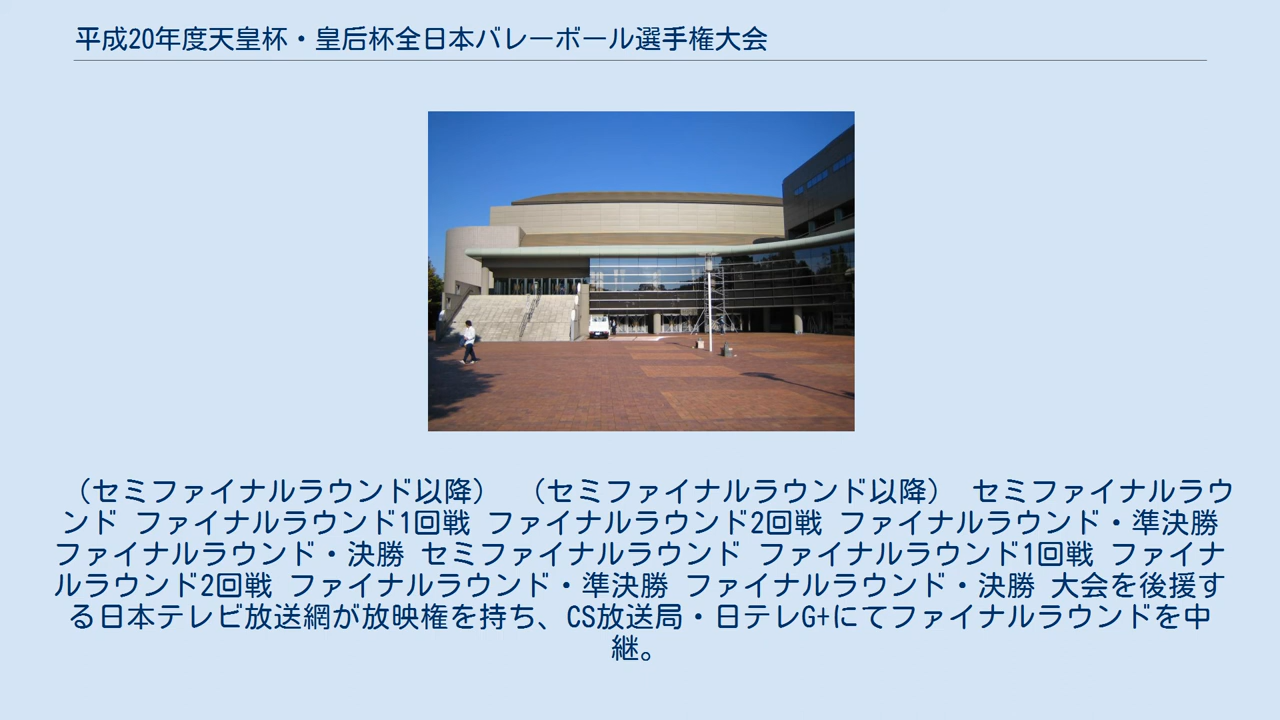 平成20年度天皇杯・皇后杯全日本バレーボール選手権大会
（セミファイナルラウンド以降） （セミファイナルラウンド以降） セミファイナルラウ
ンド ファイナルラウンド1回戦 ファイナルラウンド2回戦 ファイナルラウンド・準決勝
ファイナルラウンド・決勝 セミファイナルラウンド ファイナルラウンド1回戦 ファイナ
ルラウンド2回戦 ファイナルラウンド・準決勝 ファイナルラウンド・決勝 大会を後援す
る日本テレビ放送網が放映権を持ち、CS放送局・日テレG+にてファイナルラウンドを中
継。